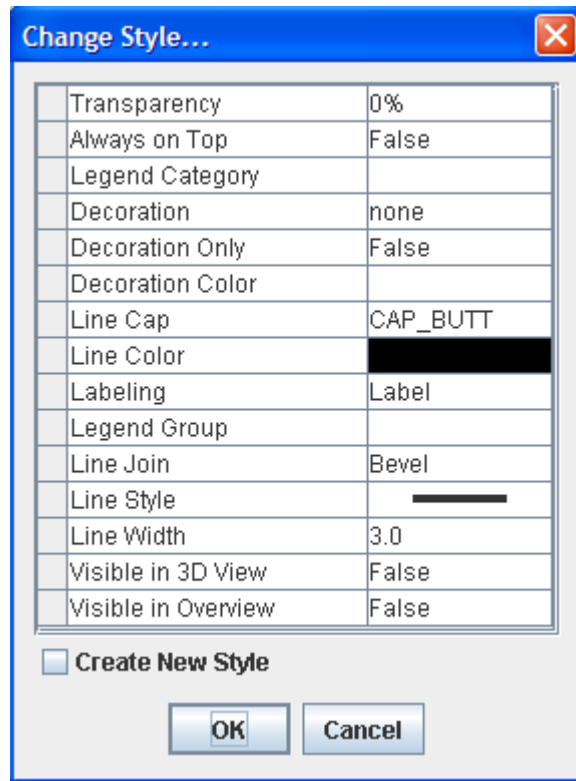 Change Style...
Transparency 0%
Always on Top False
Legend Category
Decoration none
Decoration Only False
Decoration Color
Line Cap CAP_BUTT
Line Color
Labeling Label
Legend Group
Line Join Bevel
Line Style
Line Width 3.0
Visible in 3D View False
Visible in Overview False
Create New Style
OK Cancel